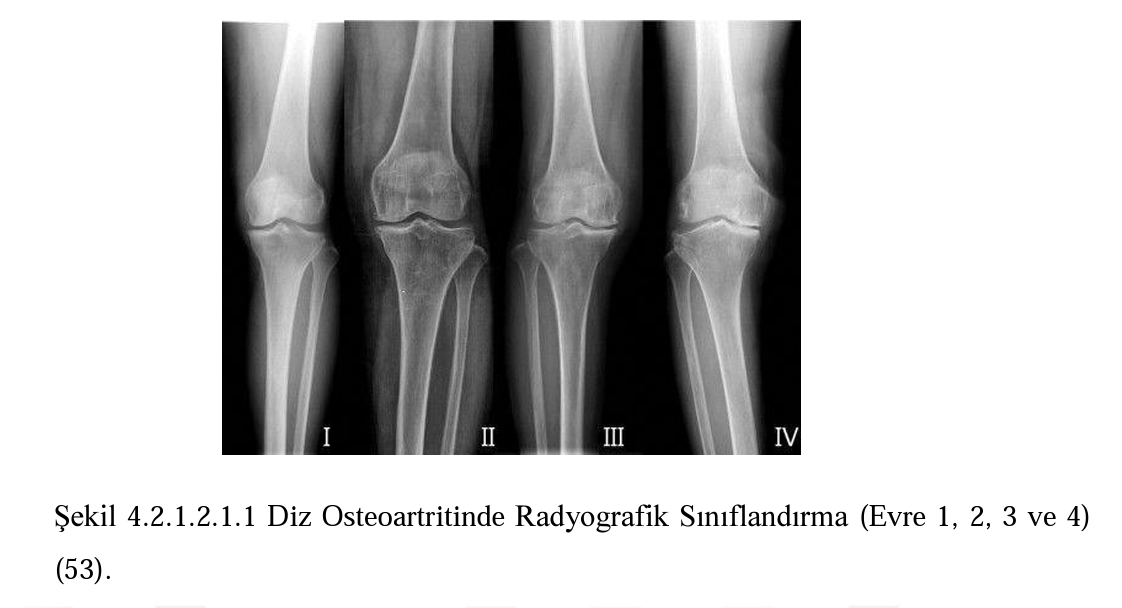 I II III IV
Şekil 4.2.1.2.1.1 Diz Osteoartritinde Radyografik Sınıflandırma (Evre 1, 2, 3 ve 4)
(53).